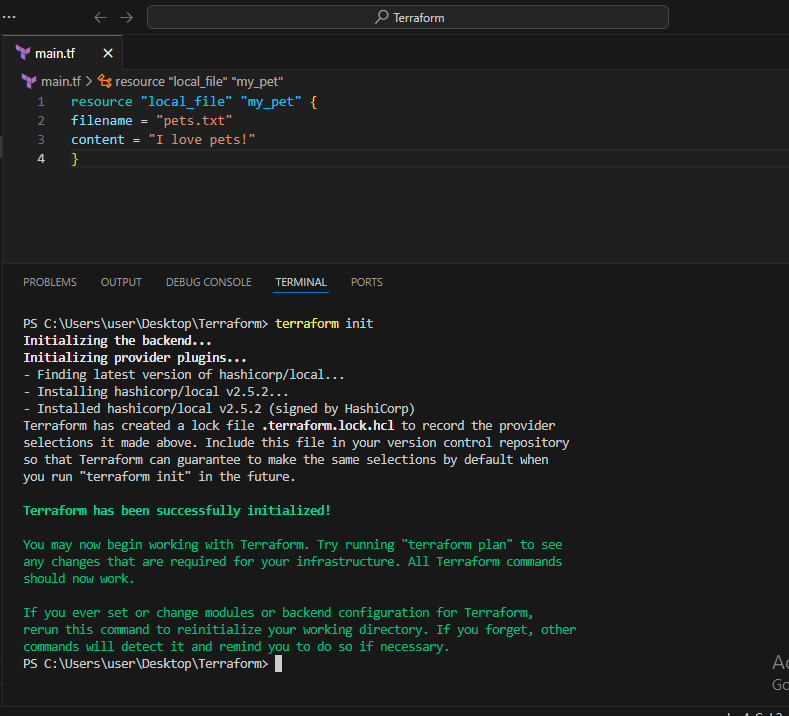 ...
Terraform
main.tf
main.tf > resource "local_file" "my_pet"
1 resource "local_file" "my_pet" {
2 filename = "pets.txt"
3 content = "I love pets!"
4 }
PROBLEMS OUTPUT DEBUG CONSOLE TERMINAL PORTS
PS C:\Users\user\Desktop\Terraform> terraform init
Initializing the backend...
Initializing provider plugins...
- Finding latest version of hashicorp/local...
- Installing hashicorp/local v2.5.2...
- Installed hashicorp/local v2.5.2 (signed by HashiCorp)
Terraform has created a lock file .terraform.lock.hcl to record the provider
selections it made above. Include this file in your version control repository
so that Terraform can guarantee to make the same selections by default when
you run "terraform init" in the future.
Terraform has been successfully initialized!
You may now begin working with Terraform. Try running "terraform plan" to see
any changes that are required for your infrastructure. All Terraform commands
should now work.
If you ever set or change modules or backend configuration for Terraform,
rerun this command to reinitialize your working directory. If you forget, other
commands will detect it and remind you to do so if necessary.
PS C:\Users\user\Desktop\Terraform>